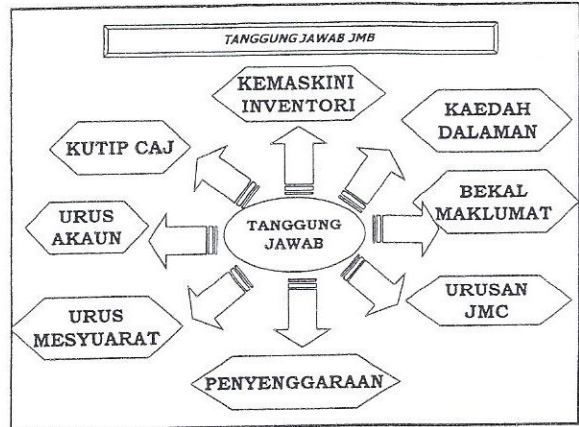 TANGGUNG JAWAB JMB
KEMASKINI
INVENTORI
KAEDAH
DALAMAN
KUTIP CAJ
BEKAL
MAKLUMAT
URUS
AKAUN
TANGGUNG
JAWAB
URUSAN
JMC
URUS
MESYUARAT
PENYENGGARAAN